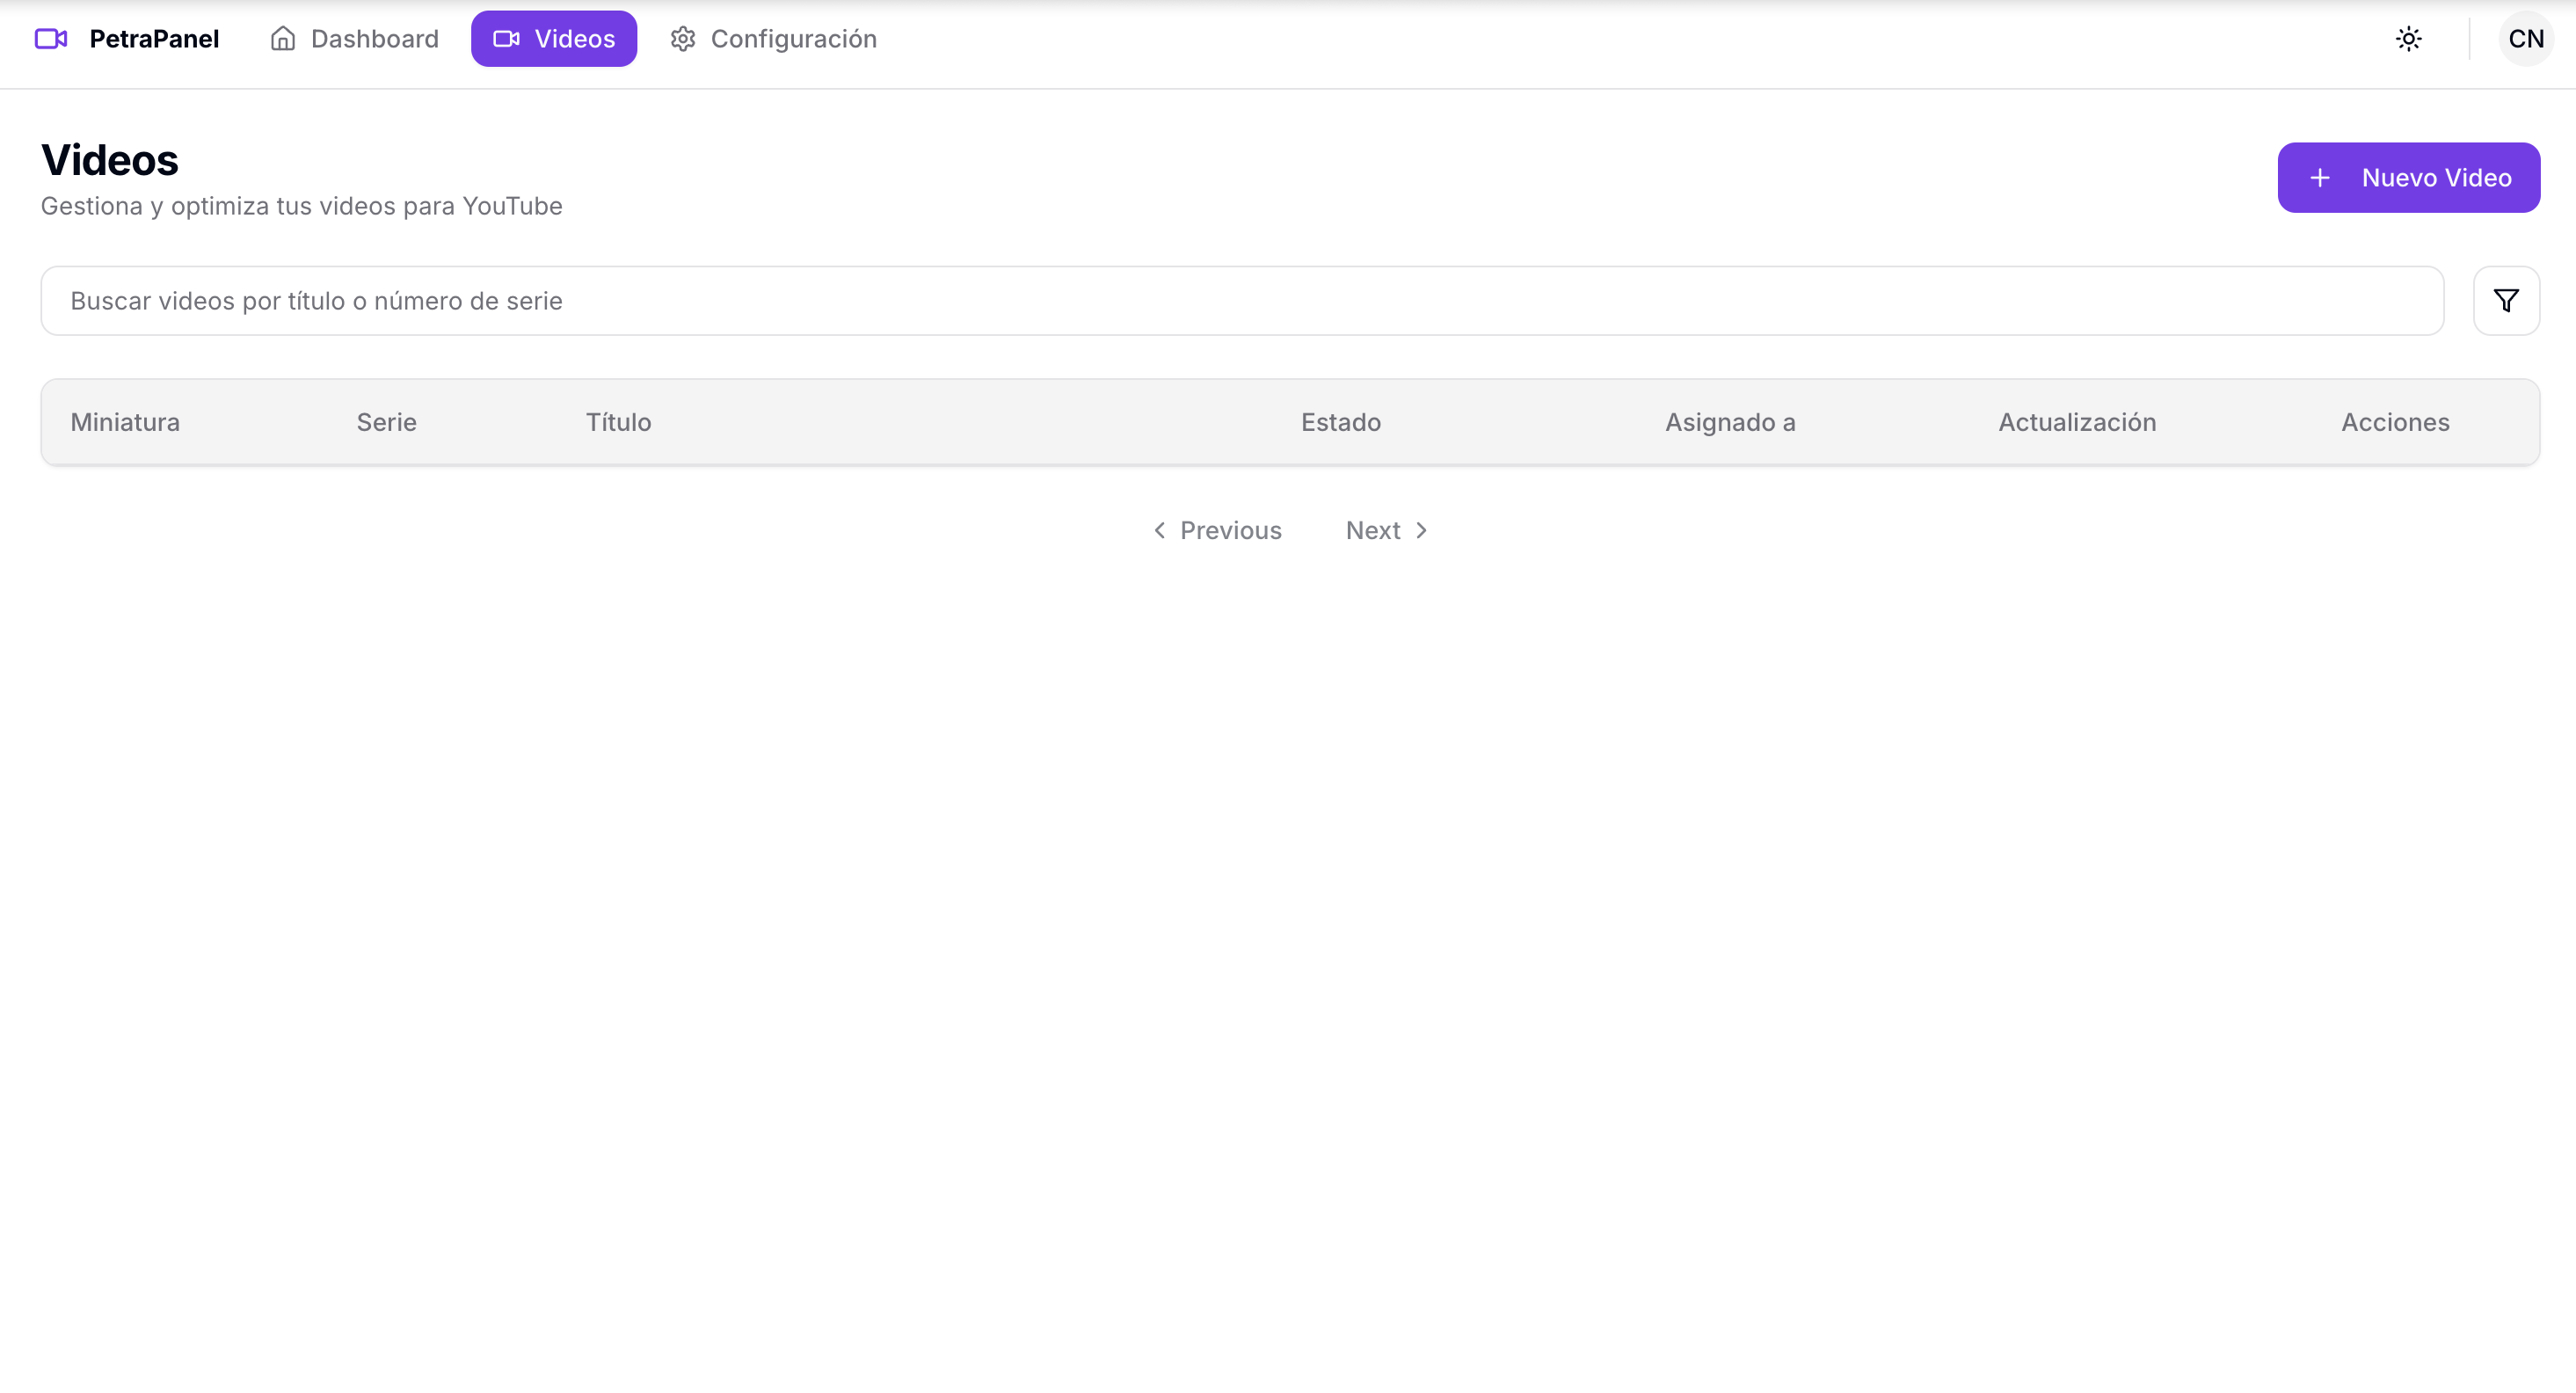 PetraPanel Dashboard Videos Configuración CN
Videos
Gestiona y optimiza tus videos para YouTube
Nuevo Video
Buscar videos por título o número de serie
Miniatura Serie Título Estado Asignado a Actualización Acciones
Previous Next